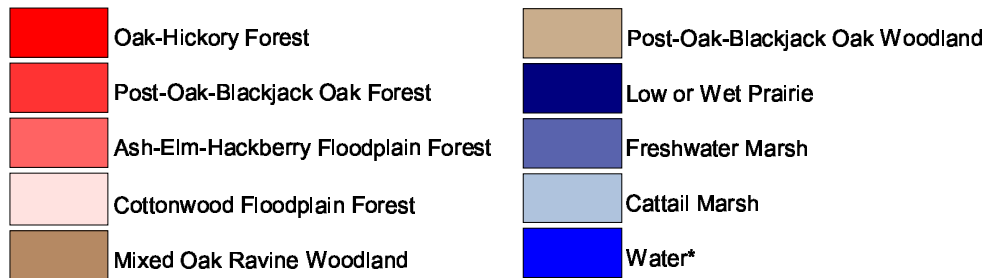 Oak-Hickory Forest
Post-Oak-Blackjack Oak Forest
Ash-Elm-Hackberry Floodplain Forest
Cottonwood Floodplain Forest
Mixed Oak Ravine Woodland
Post-Oak-Blackjack Oak Woodland
Low or Wet Prairie
Freshwater Marsh
Cattail Marsh
Water*